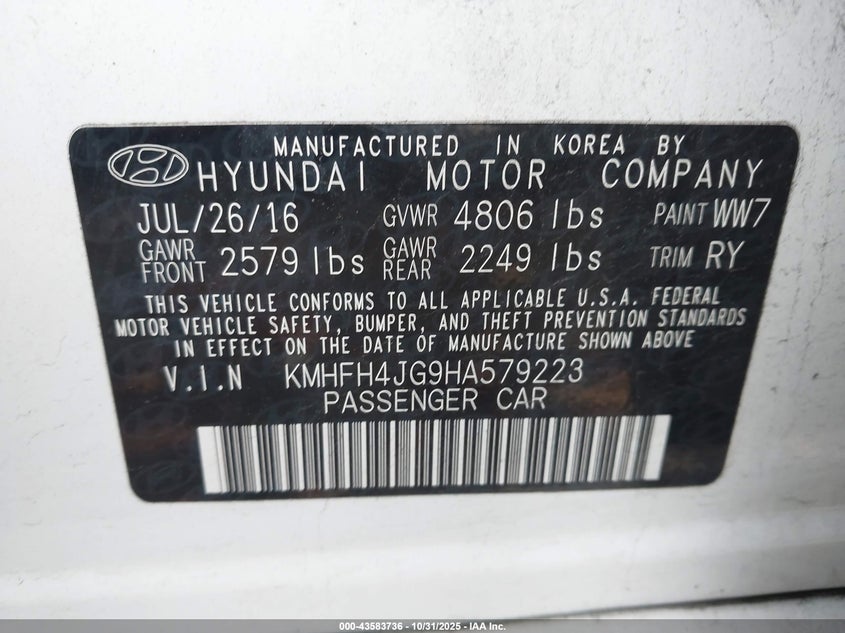 MANUFACTURED IN KOREA BY
HYUNDAI MOTOR COMPANY
JUL/26/16 GVWR 4806 lbs PAINT WW7
GAWR FRONT 2579 lbs GAWR REAR 2249 lbs TRIM RY
THIS VEHICLE CONFORMS TO ALL APPLICABLE U.S.A. FEDERAL
MOTOR VEHICLE SAFETY, BUMPER, AND THEFT PREVENTION STANDARDS
IN EFFECT ON THE DATE OF MANUFACTURE SHOWN ABOVE
V.I.N KMHFH4JG9HA579223
PASSENGER CAR
000-43583736 - 10/31/2025 - IAA Inc.